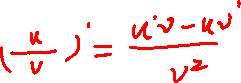 (u/v)' = (u'v - uv')/v²